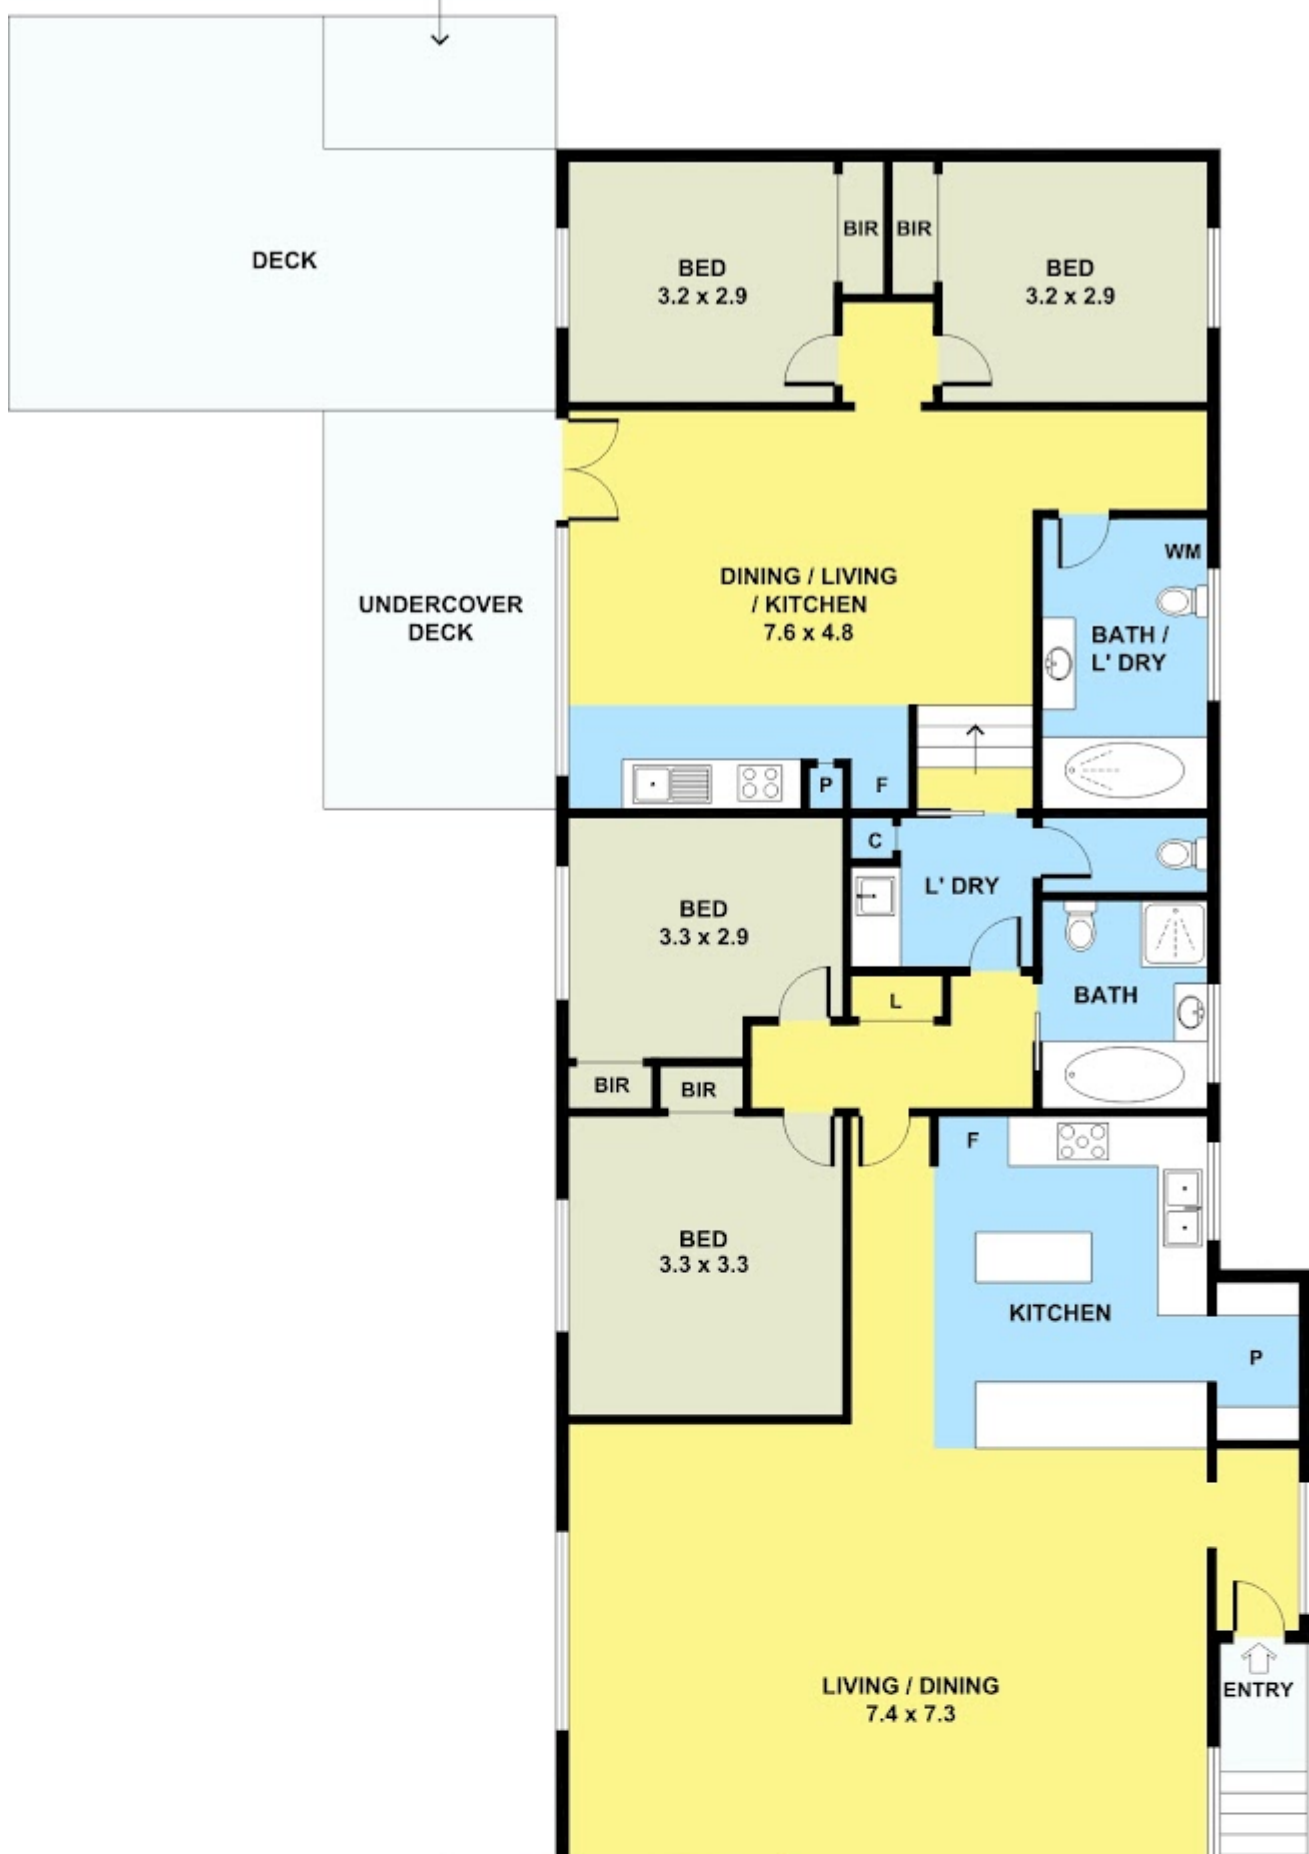 BIR
BIR
DECK
BED
3.2 x 2.9
BED
3.2 x 2.9
WM
DINING / LIVING
/ KITCHEN
7.6 x 4.8
UNDERCOVER
DECK
BATH /
L' DRY
P
F
C
L' DRY
BED
3.3 x 2.9
BATH
L
BIR
BIR
F
BED
3.3 x 3.3
KITCHEN
P
LIVING / DINING
7.4 x 7.3
ENTRY